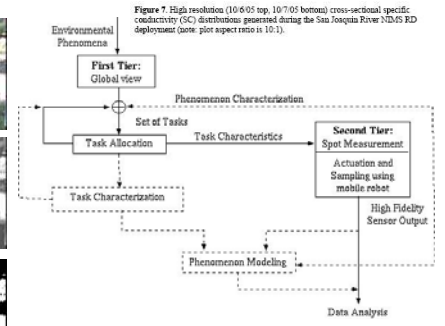 Figure 7. High resolution (10/6/05 top, 10/7/05 bottom) cross-sectional specific
conductivity (SC) distributions generated during the San Joaquin River NIMS RD
deployment (note: plot aspect ratio is 10:1).
Environmental
Phenomena
First Tier:
Global view
Phenomenon Characterization
Set of Tasks
Task Allocation
Task Characteristics
Second Tier:
Spot Measurement
Actuation and
Sampling using
mobile robot
Task Characterization
High Fidelity
Sensor Output
Phenomenon Modeling
Data Analysis